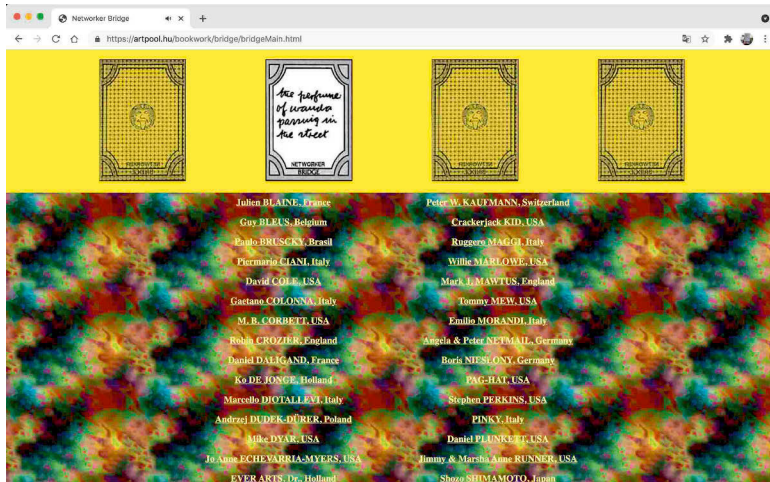 Networker Bridge
https://artpool.hu/bookwork/bridge/bridgeMain.html
the perfume
of wanda
passing in
the street
NETWORKER
BRIDGE
Julien BLAINE, France
Guy BLEUS, Belgium
Paulo BRUSCKY, Brasil
Piermario CIANI, Italy
David COLE, USA
Gaetano COLONNA, Italy
M. B. CORBETT, USA
Robin CROZIER, England
Daniel DALIGAND, France
Ko DE JONGE, Holland
Marcello DIOTALLEVI, Italy
Andrzej DUDEK-DÜRER, Poland
Mike DYAR, USA
Jo Anne ECHEVARRIA-MYERS, USA
EVER ARTS, Dr., Holland
Peter W. KAUFMANN, Switzerland
Crackerjack KID, USA
Ruggero MAGGI, Italy
Willie MARLOWE, USA
Mark J. MAWTUS, England
Tommy MEW, USA
Emilio MORANDI, Italy
Angela & Peter NETMAIL, Germany
Boris NIESLONY, Germany
PAG-HAT, USA
Stephen PERKINS, USA
PINKY, Italy
Daniel PLUNKETT, USA
Jimmy & Marsha Anne RUNNER, USA
Shozo SHIMAMOTO, Japan